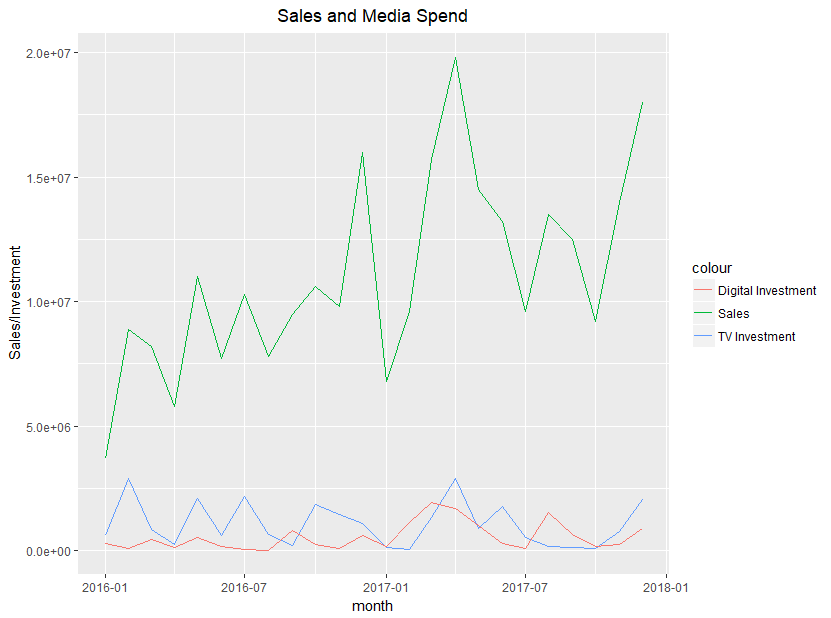 Sales and Media Spend
Sales/Investment
2.0e+07
1.5e+07
1.0e+07
5.0e+06
0.0e+00
2016-01
2016-07
2017-01
2017-07
2018-01
month
colour
Digital Investment
Sales
TV Investment